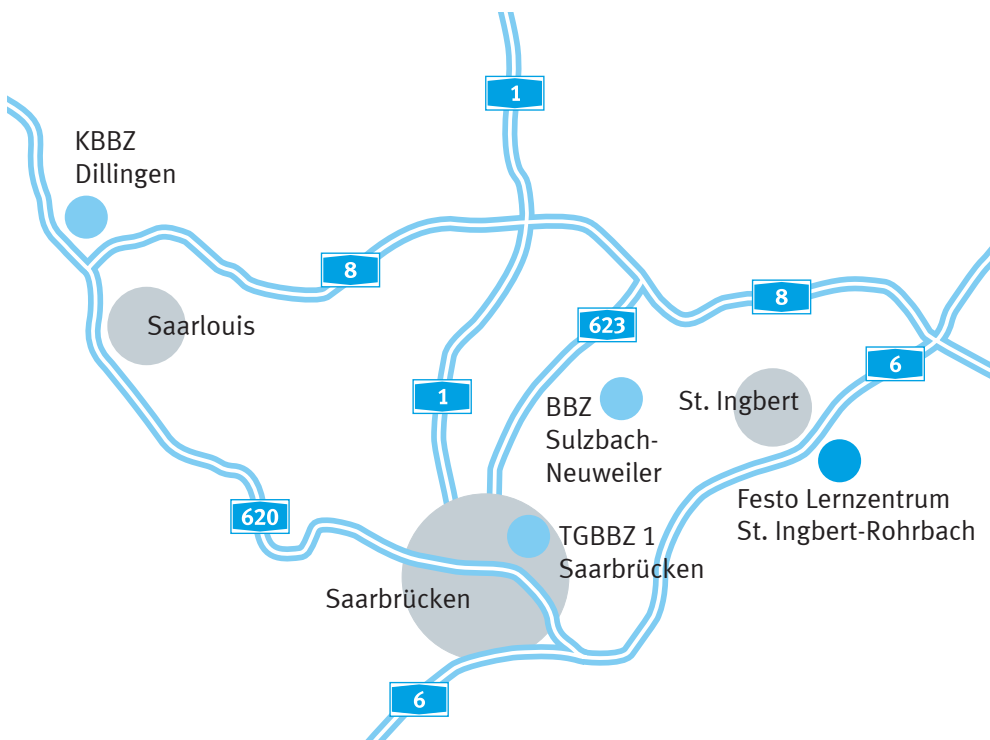 1
KBBZ
Dillingen
8
8
Saarlouis
623
6
1
BBZ
Sulzbach-
Neuweiler
St. Ingbert
Festo Lernzentrum
St. Ingbert-Rohrbach
620
TGBBZ 1
Saarbrücken
Saarbrücken
6